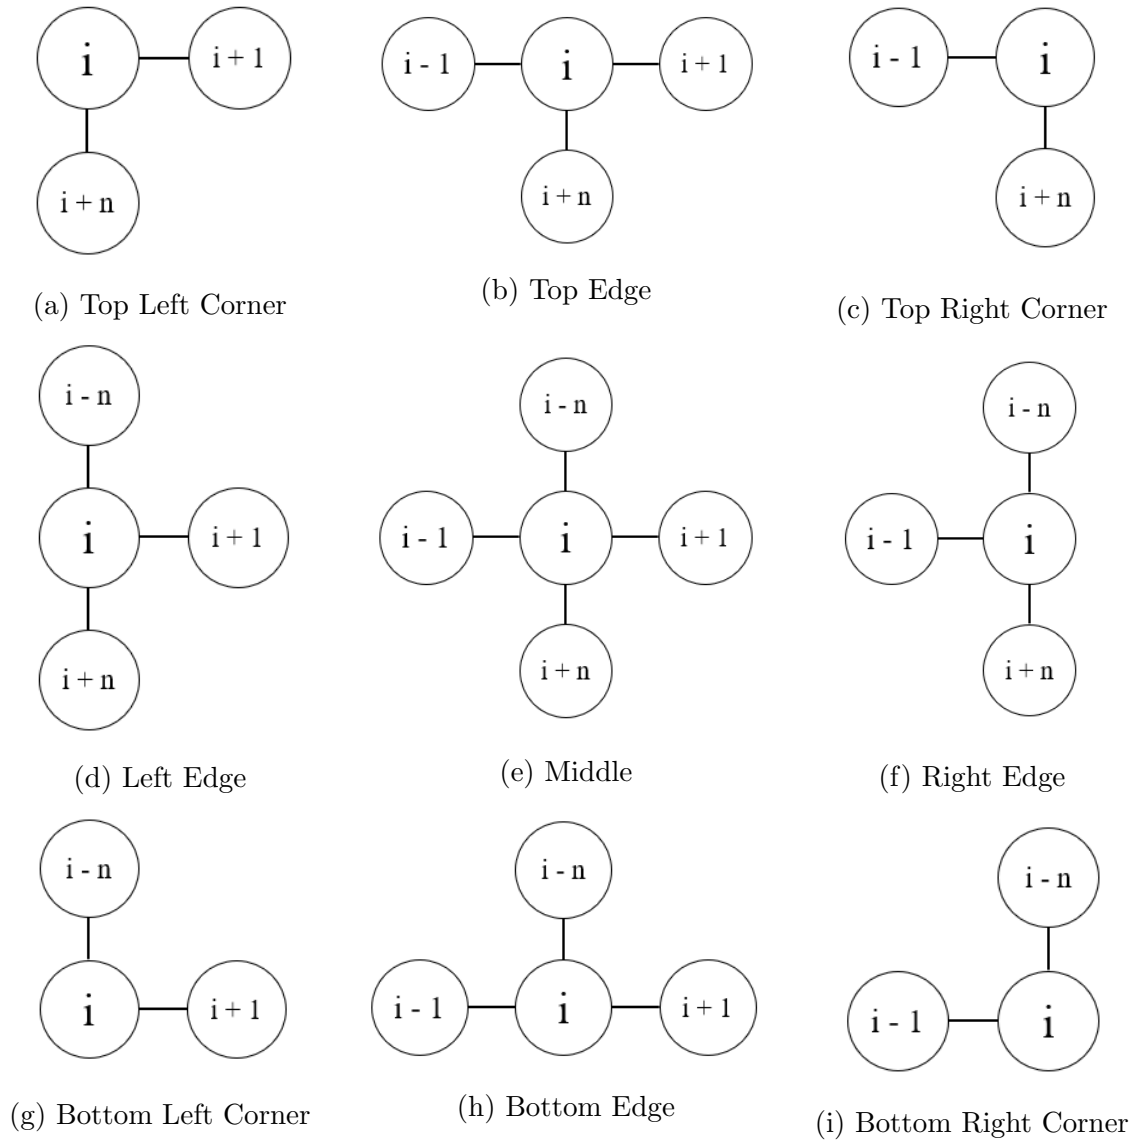 i
i + 1
i + n
(a) Top Left Corner
i - 1
i
i + 1
i + n
(b) Top Edge
i - 1
i
i + n
(c) Top Right Corner
i - n
i
i + 1
i + n
(d) Left Edge
i - n
i - 1
i
i + 1
i + n
(e) Middle
i - n
i - 1
i
i + n
(f) Right Edge
i - n
i
i + 1
(g) Bottom Left Corner
i - n
i - 1
i
i + 1
(h) Bottom Edge
i - n
i - 1
i
(i) Bottom Right Corner